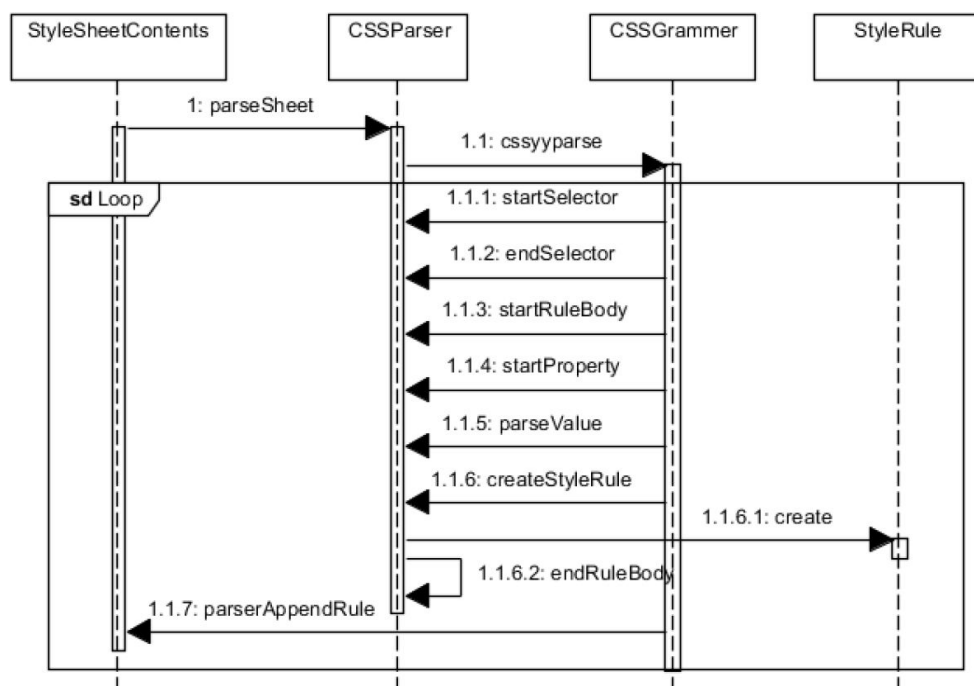 StyleSheetContents
CSSParser
CSSGrammer
StyleRule
1: parseSheet
1.1: cssyyparse
sd Loop
1.1.1: startSelector
1.1.2: endSelector
1.1.3: startRuleBody
1.1.4: startProperty
1.1.5: parseValue
1.1.6: createStyleRule
1.1.6.1: create
1.1.6.2: endRuleBody
1.1.7: parserAppendRule